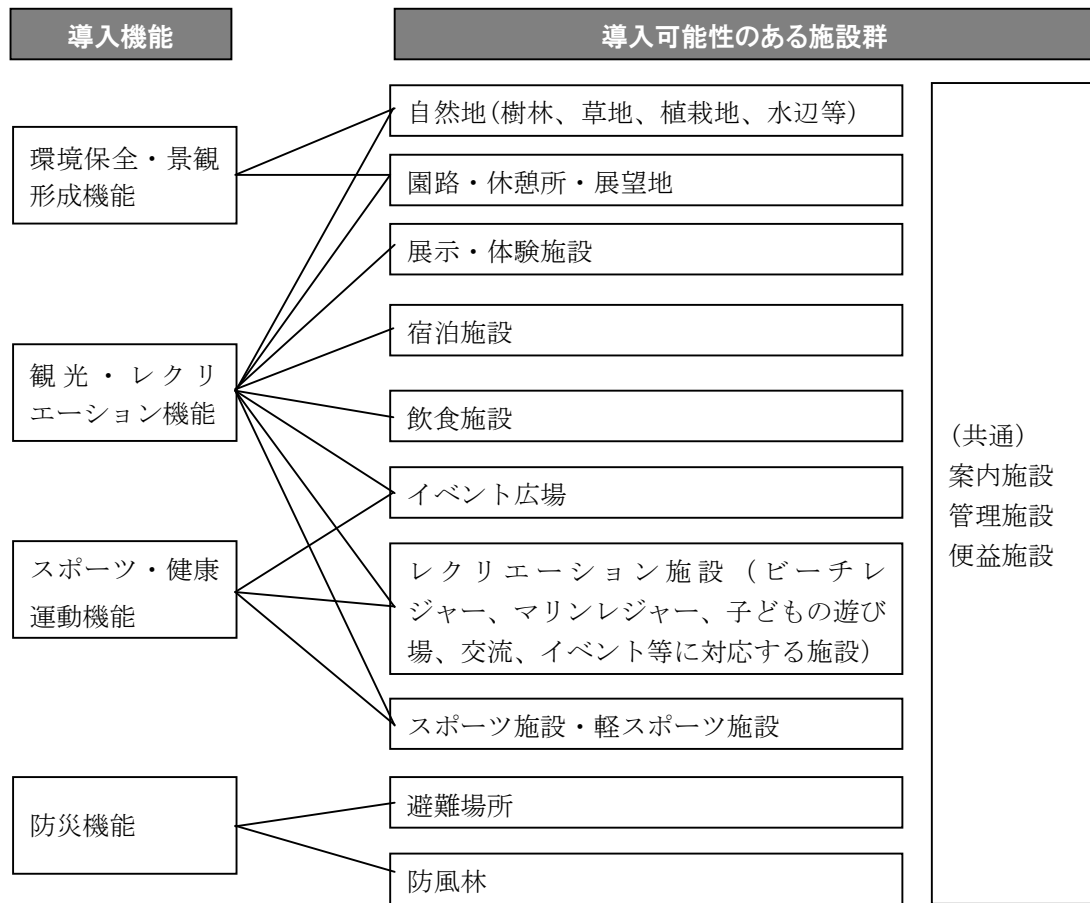 導入機能
導入可能性のある施設群
環境保全・景観
形成機能
観光・レクリ
エーション機能
スポーツ・健康
運動機能
防災機能
自然地(樹林、草地、植栽地、水辺等)
園路・休憩所・展望地
展示・体験施設
宿泊施設
飲食施設
イベント広場
レクリエーション施設(ビーチレ
ジャー、マリンレジャー、子どもの遊び
場、交流、イベント等に対応する施設)
スポーツ施設・軽スポーツ施設
避難場所
防風林
(共通)
案内施設
管理施設
便益施設